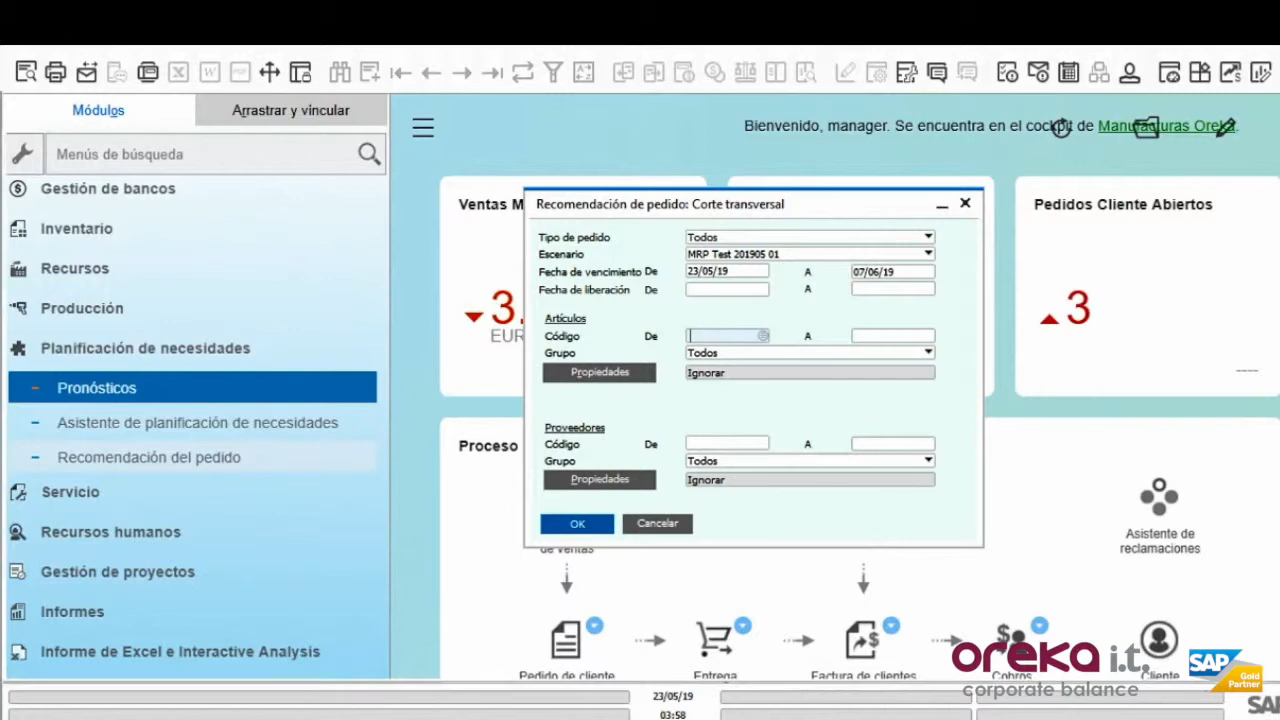 Módulos
Arrastrar y vincular
Menús de búsqueda
Gestión de bancos
Inventario
Recursos
Producción
Planificación de necesidades
Pronósticos
Asistente de planificación de necesidades
Recomendación del pedido
Servicio
Recursos humanos
Gestión de proyectos
Informes
Informe de Excel e Interactive Analysis
Bienvenido, manager. Se encuentra en el cockpit de Manufacturas Oreka.
Ventas M
EUR
Pedidos Cliente Abiertos
3
Recomendación de pedido: Corte transversal
Tipo de pedido
Todos
Escenario
MRP Test 201905 01
Fecha de vencimiento De
23/05/19
A
07/06/19
Fecha de liberación De
A
Artículos
Código De
A
Grupo
Todos
Propiedades
Ignorar
Proveedores
Código De
A
Grupo
Todos
Propiedades
Ignorar
OK
Cancelar
Proceso
de ventas
Asistente de
reclamaciones
Pedido de cliente
Entrega
Factura de clientes
Cobros
Cliente
oreka i.t.
corporate balance
SAP
Gold
Partner
23/05/19
03:58